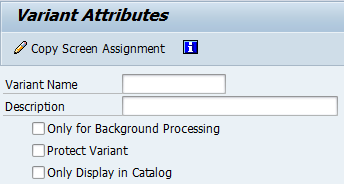 Variant Attributes
Copy Screen Assignment
Variant Name
Description
Only for Background Processing
Protect Variant
Only Display in Catalog